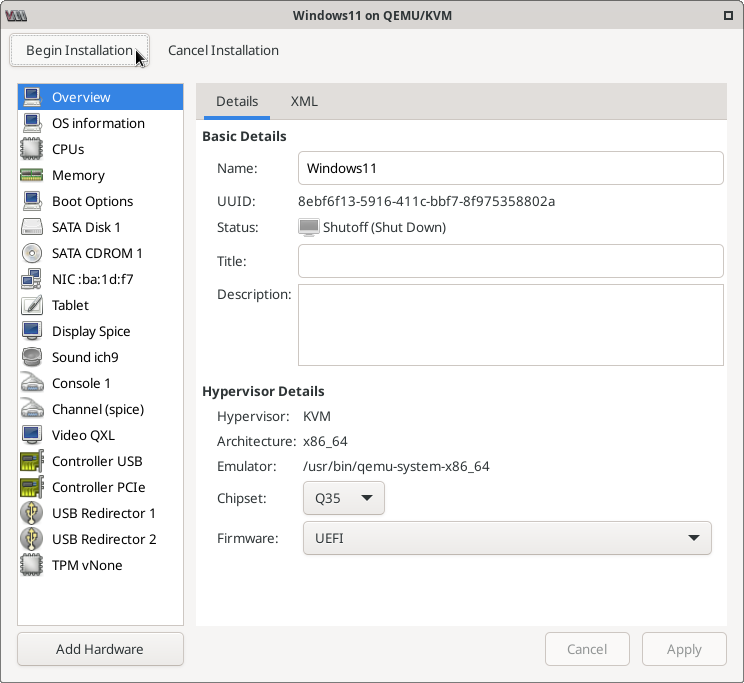 Windows11 on QEMU/KVM
Begin Installation
Cancel Installation
Overview
OS information
CPUs
Memory
Boot Options
SATA Disk 1
SATA CDROM 1
NIC :ba:1d:f7
Tablet
Display Spice
Sound ich9
Console 1
Channel (spice)
Video QXL
Controller USB
Controller PCIe
USB Redirector 1
USB Redirector 2
TPM vNone
Add Hardware
Details
XML
Basic Details
Name: Windows11
UUID: 8ebf6f13-5916-411c-bbf7-8f975358802a
Status: Shutoff (Shut Down)
Title:
Description:
Hypervisor Details
Hypervisor: KVM
Architecture: x86_64
Emulator: /usr/bin/qemu-system-x86_64
Chipset: Q35
Firmware: UEFI
Cancel
Apply